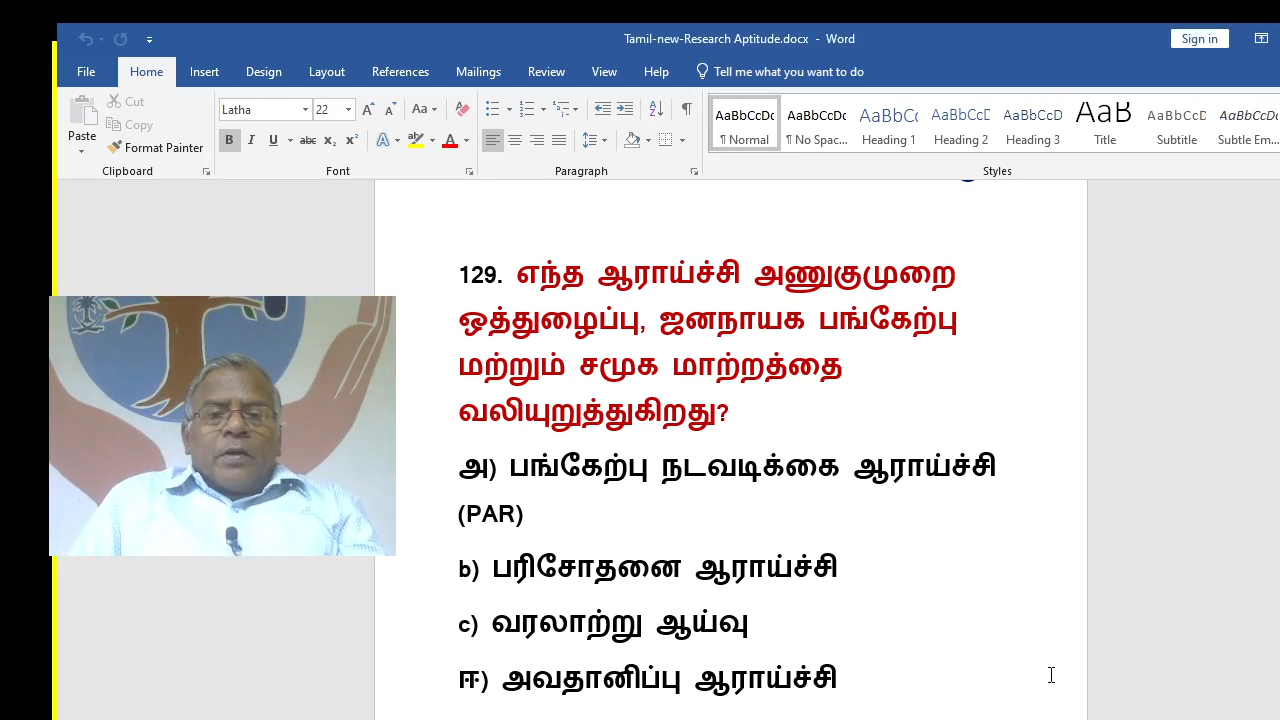 Tamil-new-Research Aptitude.docx - Word
Sign in
File Home Insert Design Layout References Mailings Review View Help Tell me what you want to do
Cut
Copy
Paste
Format Painter
Clipboard
Latha 22
Font
Paragraph
AaBbCcDc AaBbCcDc AaBbCc AaBbCcD AaBbCcD AaB AaBbCcD AaBbCcDc
¶ Normal ¶ No Spac... Heading 1 Heading 2 Heading 3 Title Subtitle Subtle Em...
Styles
129. எந்த ஆராய்ச்சி அணுகுமுறை
ஒத்துழைப்பு, ஜனநாயக பங்கேற்பு
மற்றும் சமூக மாற்றத்தை
வலியுறுத்துகிறது?
அ) பங்கேற்பு நடவடிக்கை ஆராய்ச்சி
(PAR)
b) பரிசோதனை ஆராய்ச்சி
c) வரலாற்று ஆய்வு
ஈ) அவதானிப்பு ஆராய்ச்சி